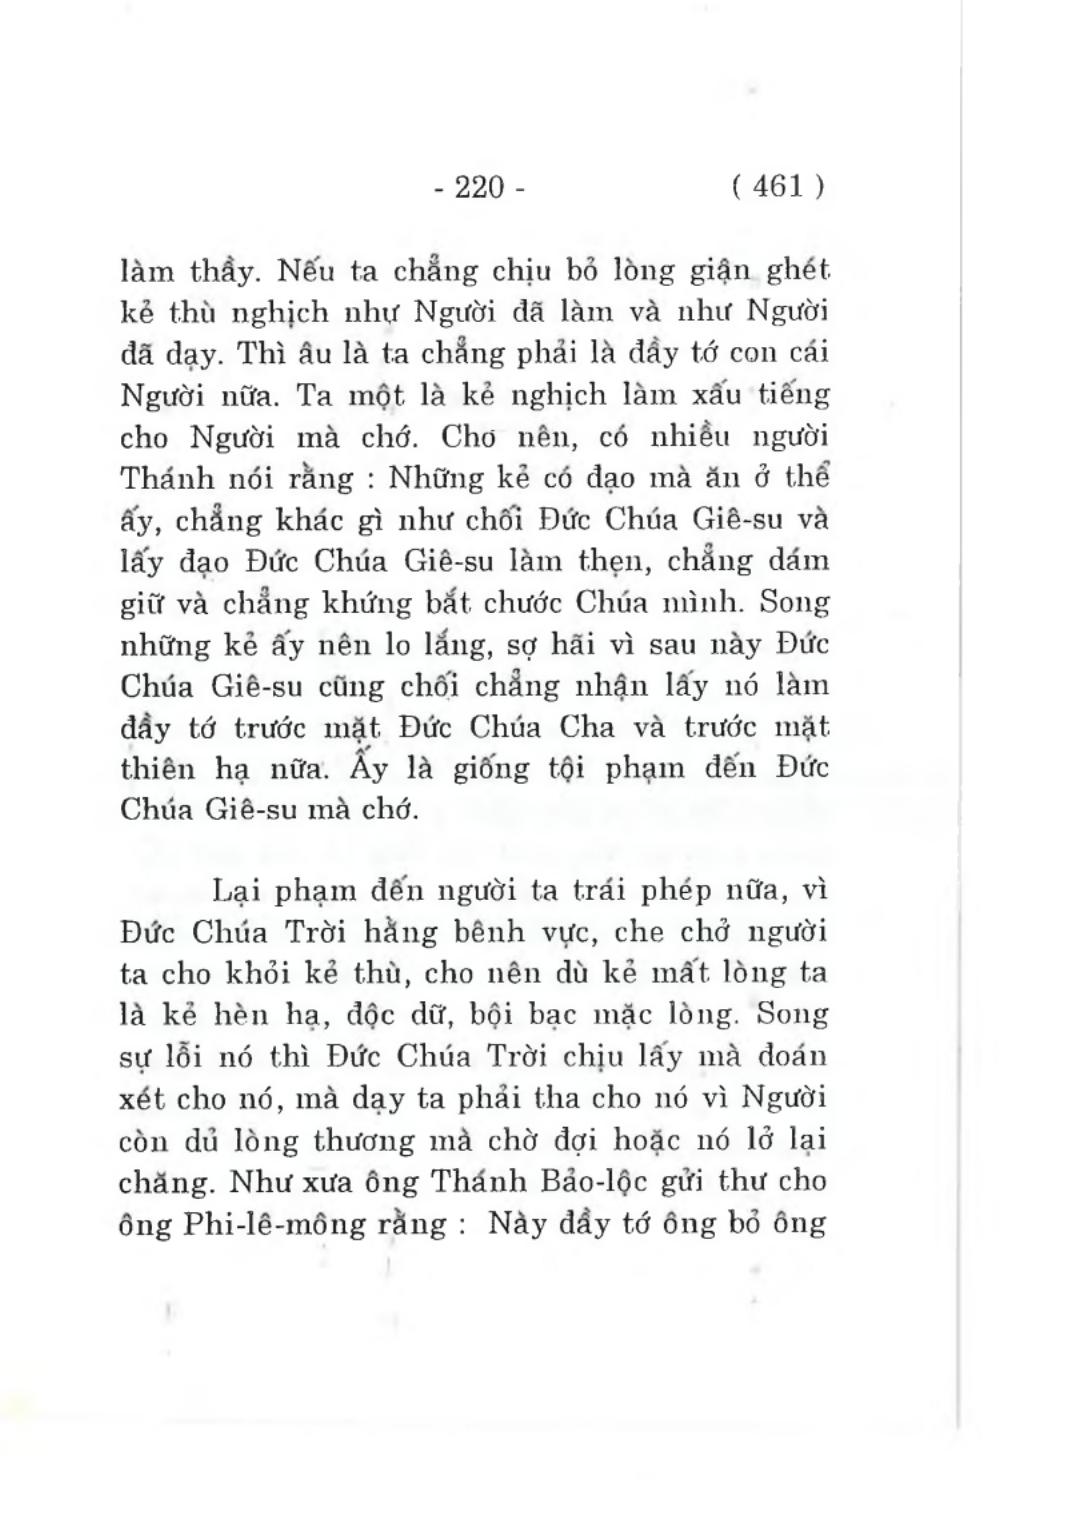 - 220 - ( 461 )
làm thầy. Nếu ta chẳng chịu bỏ lòng giận ghét
kẻ thù nghịch như Người đã làm và như Người
đã dạy. Thì âu là ta chẳng phải là đầy tớ con cái
Người nữa. Ta một là kẻ nghịch làm xấu tiếng
cho Người mà chớ. Cho nên, có nhiều người
Thánh nói rằng : Những kẻ có đạo mà ăn ở thể
ấy, chẳng khác gì như chối Đức Chúa Giê-su và
lấy đạo Đức Chúa Giê-su làm thẹn, chẳng dám
giữ và chẳng khứng bắt chước Chúa mình. Song
những kẻ ấy nên lo lắng, sợ hãi vì sau này Đức
Chúa Giê-su cũng chối chẳng nhận lấy nó làm
đầy tớ trước mặt Đức Chúa Cha và trước mặt
thiên hạ nữa. Ấy là giống tội phạm đến Đức
Chúa Giê-su mà chớ.
Lại phạm đến người ta trái phép nữa, vì
Đức Chúa Trời hằng bênh vực, che chở người
ta cho khỏi kẻ thù, cho nên dù kẻ mất lòng ta
là kẻ hèn hạ, độc dữ, bội bạc mặc lòng. Song
sự lỗi nó thì Đức Chúa Trời chịu lấy mà đoán
xét cho nó, mà dạy ta phải tha cho nó vì Người
còn dủ lòng thương mà chờ đợi hoặc nó lở lại
chăng. Như xưa ông Thánh Bảo-lộc gửi thư cho
ông Phi-lê-mông rằng : Này đầy tớ ông bỏ ông